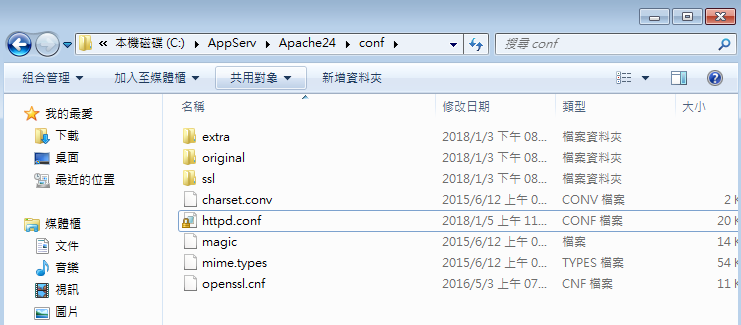 本機磁碟 (C:) AppServ Apache24 conf 搜尋 conf
組合管理 加入至媒體櫃 共用對象 新增資料夾
名稱 修改日期 類型 大小
我的最愛
下載
桌面
最近的位置
媒體櫃
文件
音樂
視訊
圖片
extra 2018/1/3 下午 08... 檔案資料夾
original 2018/1/3 下午 08... 檔案資料夾
ssl 2018/1/3 下午 08... 檔案資料夾
charset.conv 2015/6/12 上午 0... CONV 檔案 2 K
httpd.conf 2018/1/5 上午 11... CONF 檔案 20 K
magic 2015/6/12 上午 0... 檔案 14 K
mime.types 2015/6/12 上午 0... TYPES 檔案 54 K
openssl.cnf 2016/5/3 上午 07... CNF 檔案 11 K